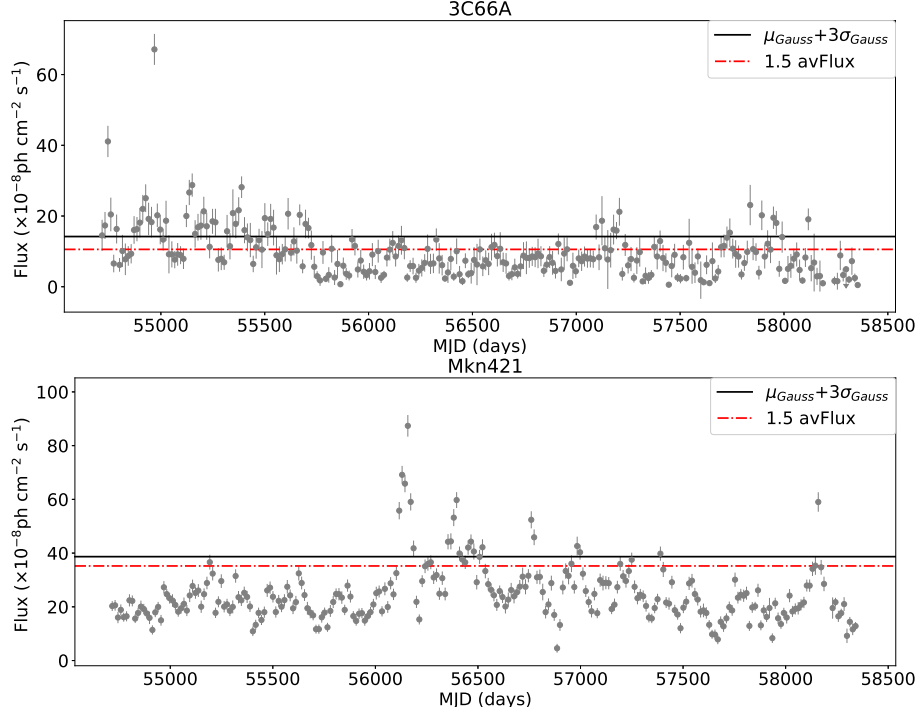 3C66A
μGauss+3σGauss
1.5 avFlux
Flux (×10⁻⁸ph cm⁻² s⁻¹)
60
40
20
0
55000 55500 56000 56500 57000 57500 58000 58500
MJD (days)
Mkn421
μGauss+3σGauss
1.5 avFlux
Flux (×10⁻⁸ph cm⁻² s⁻¹)
100
80
60
40
20
0
55000 55500 56000 56500 57000 57500 58000 58500
MJD (days)